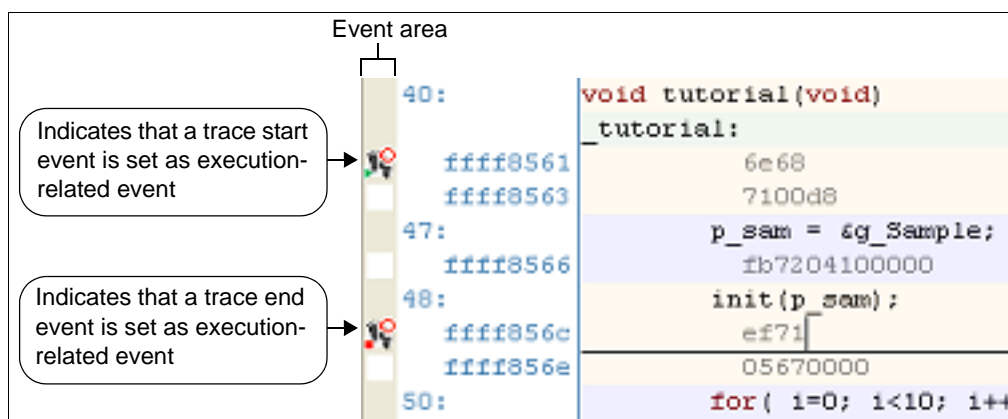 Event area
40: void tutorial(void)
_tutorial:
Indicates that a trace start
event is set as execution-
related event
ffff8561 6e68
ffff8563 7100d8
47: p_sam = &g_Sample;
ffff8566 fb7204100000
Indicates that a trace end
event is set as execution-
related event
48: init(p_sam);
ffff856c ef71
ffff856e 05670000
50: for( i=0; i<10; i++